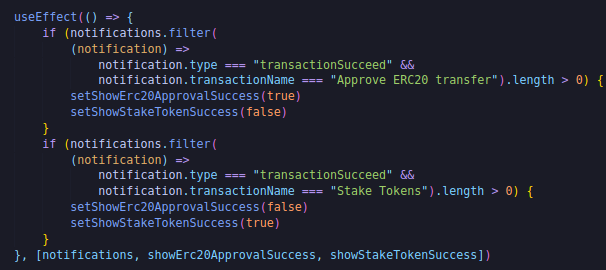 useEffect(() => {
    if (notifications.filter(
        (notification) =>
            notification.type === "transactionSucceed" &&
            notification.transactionName === "Approve ERC20 transfer").length > 0) {
        setShowErc20ApprovalSuccess(true)
        setShowStakeTokenSuccess(false)
    }
    if (notifications.filter(
        (notification) =>
            notification.type === "transactionSucceed" &&
            notification.transactionName === "Stake Tokens").length > 0) {
        setShowErc20ApprovalSuccess(false)
        setShowStakeTokenSuccess(true)
    }
}, [notifications, showErc20ApprovalSuccess, showStakeTokenSuccess])